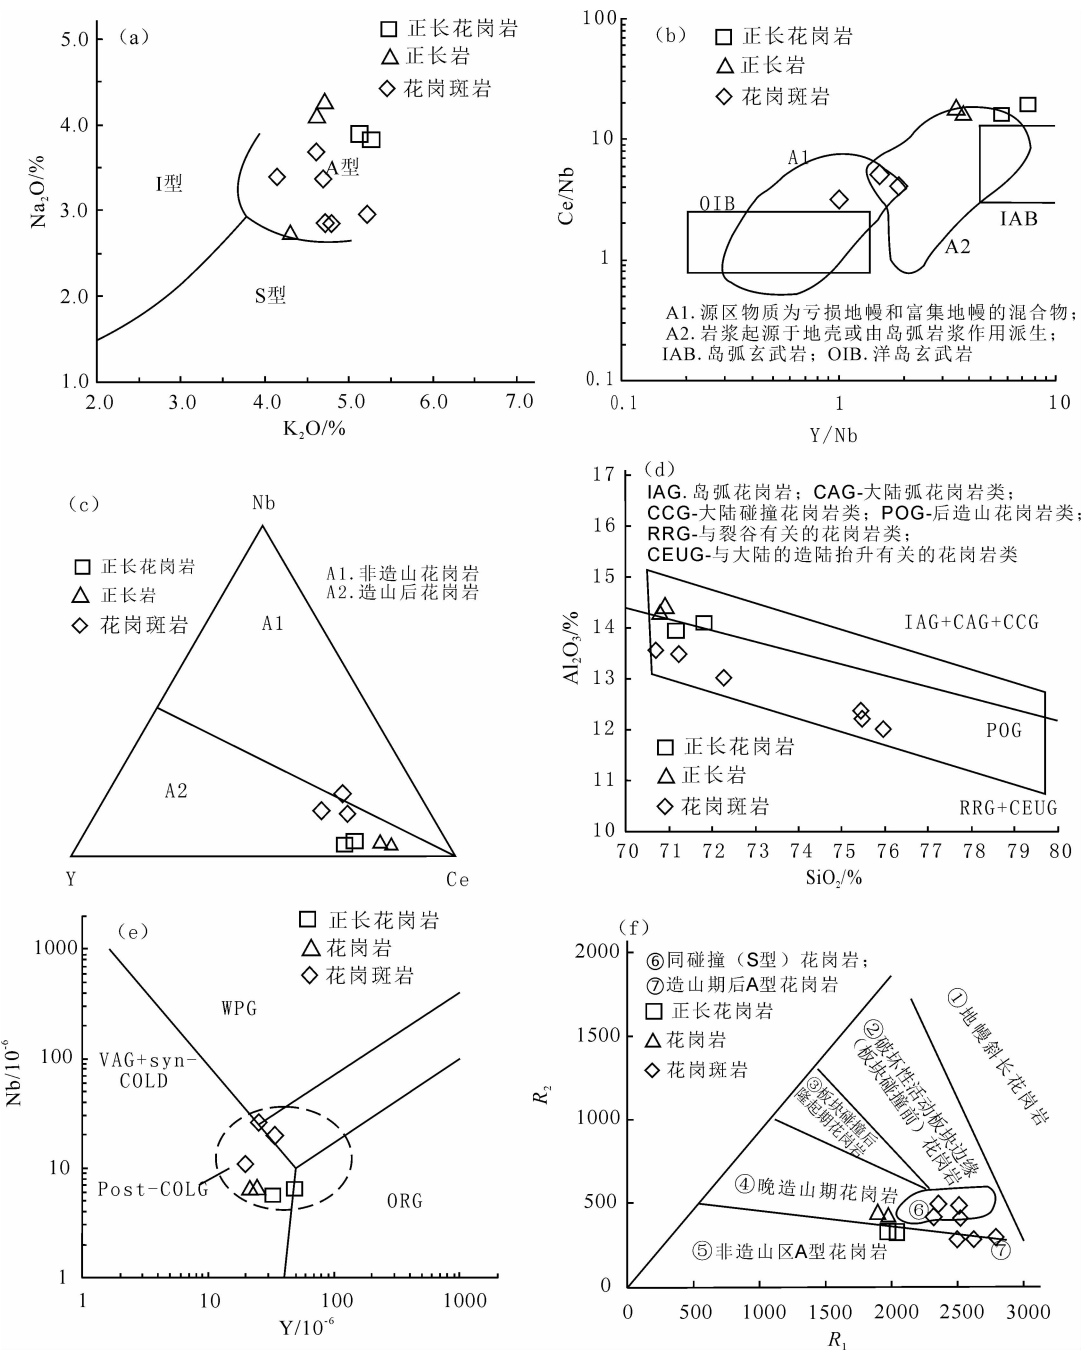 (a)
正长花岗岩
正长岩
花岗斑岩
5.0
4.0
3.0
2.0
1.0
Na₂O/%
I型
A型
S型
2.0 3.0 4.0 5.0 6.0 7.0
K₂O/%
(b)
正长花岗岩
正长岩
花岗斑岩
100
10
1
0.1
Ce/Nb
A1
OIB
IAB
A2
A1.源区物质为亏损地幔和富集地幔的混合物;
A2.岩浆起源于地壳或由岛弧岩浆作用派生;
IAB.岛弧玄武岩; OIB.洋岛玄武岩
0.1 1 10
Y/Nb
(c)
Nb
正长花岗岩
正长岩
花岗斑岩
A1.非造山花岗岩
A2.造山后花岗岩
A1
A2
Y Ce
(d)
IAG.岛弧花岗岩; CAG-大陆弧花岗岩类;
CCG-大陆碰撞花岗岩类; POG-后造山花岗岩类;
RRG-与裂谷有关的花岗岩类;
CEUG-与大陆的造陆抬升有关的花岗岩类
17
16
15
14
13
12
11
10
Al₂O₃/%
IAG+CAG+CCG
POG
RRG+CEUG
正长花岗岩
正长岩
花岗斑岩
70 71 72 73 74 75 76 77 78 79 80
SiO₂/%
(e)
正长花岗岩
花岗岩
花岗斑岩
1000
100
10
1
Nb/10⁻⁶
WPG
VAG+syn-
COLD
Post-COLG
ORG
1 10 100 1000
Y/10⁻⁶
(f)
⑥同碰撞(S型)花岗岩;
⑦造山期后A型花岗岩
正长花岗岩
花岗岩
花岗斑岩
2000
1500
1000
500
0
R₂
①地幔斜长花岗岩
②破坏性活动板块边缘
(板块碰撞前)花岗岩
③板块碰撞后
隆起期花岗岩
④晚造山期花岗岩
⑤非造山区A型花岗岩
⑥
⑦
0 500 1000 1500 2000 2500 3000
R₁